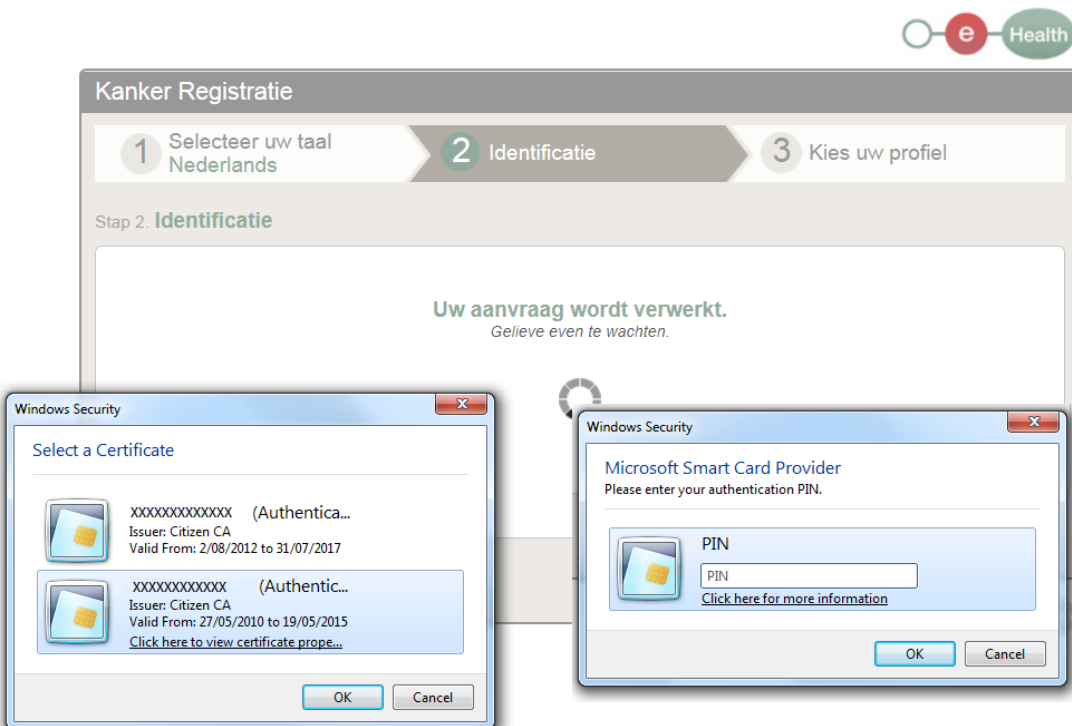 e Health
Kanker Registratie
1 Selecteer uw taal
Nederlands
2 Identificatie
3 Kies uw profiel
Stap 2. Identificatie
Uw aanvraag wordt verwerkt.
Gelieve even te wachten.
Windows Security
Select a Certificate
XXXXXXXXXXXXX (Authentica...
Issuer: Citizen CA
Valid From: 2/08/2012 to 31/07/2017
XXXXXXXXXXXX (Authentic...
Issuer: Citizen CA
Valid From: 27/05/2010 to 19/05/2015
Click here to view certificate prope...
OK Cancel
Windows Security
Microsoft Smart Card Provider
Please enter your authentication PIN.
PIN
PIN
Click here for more information
OK Cancel